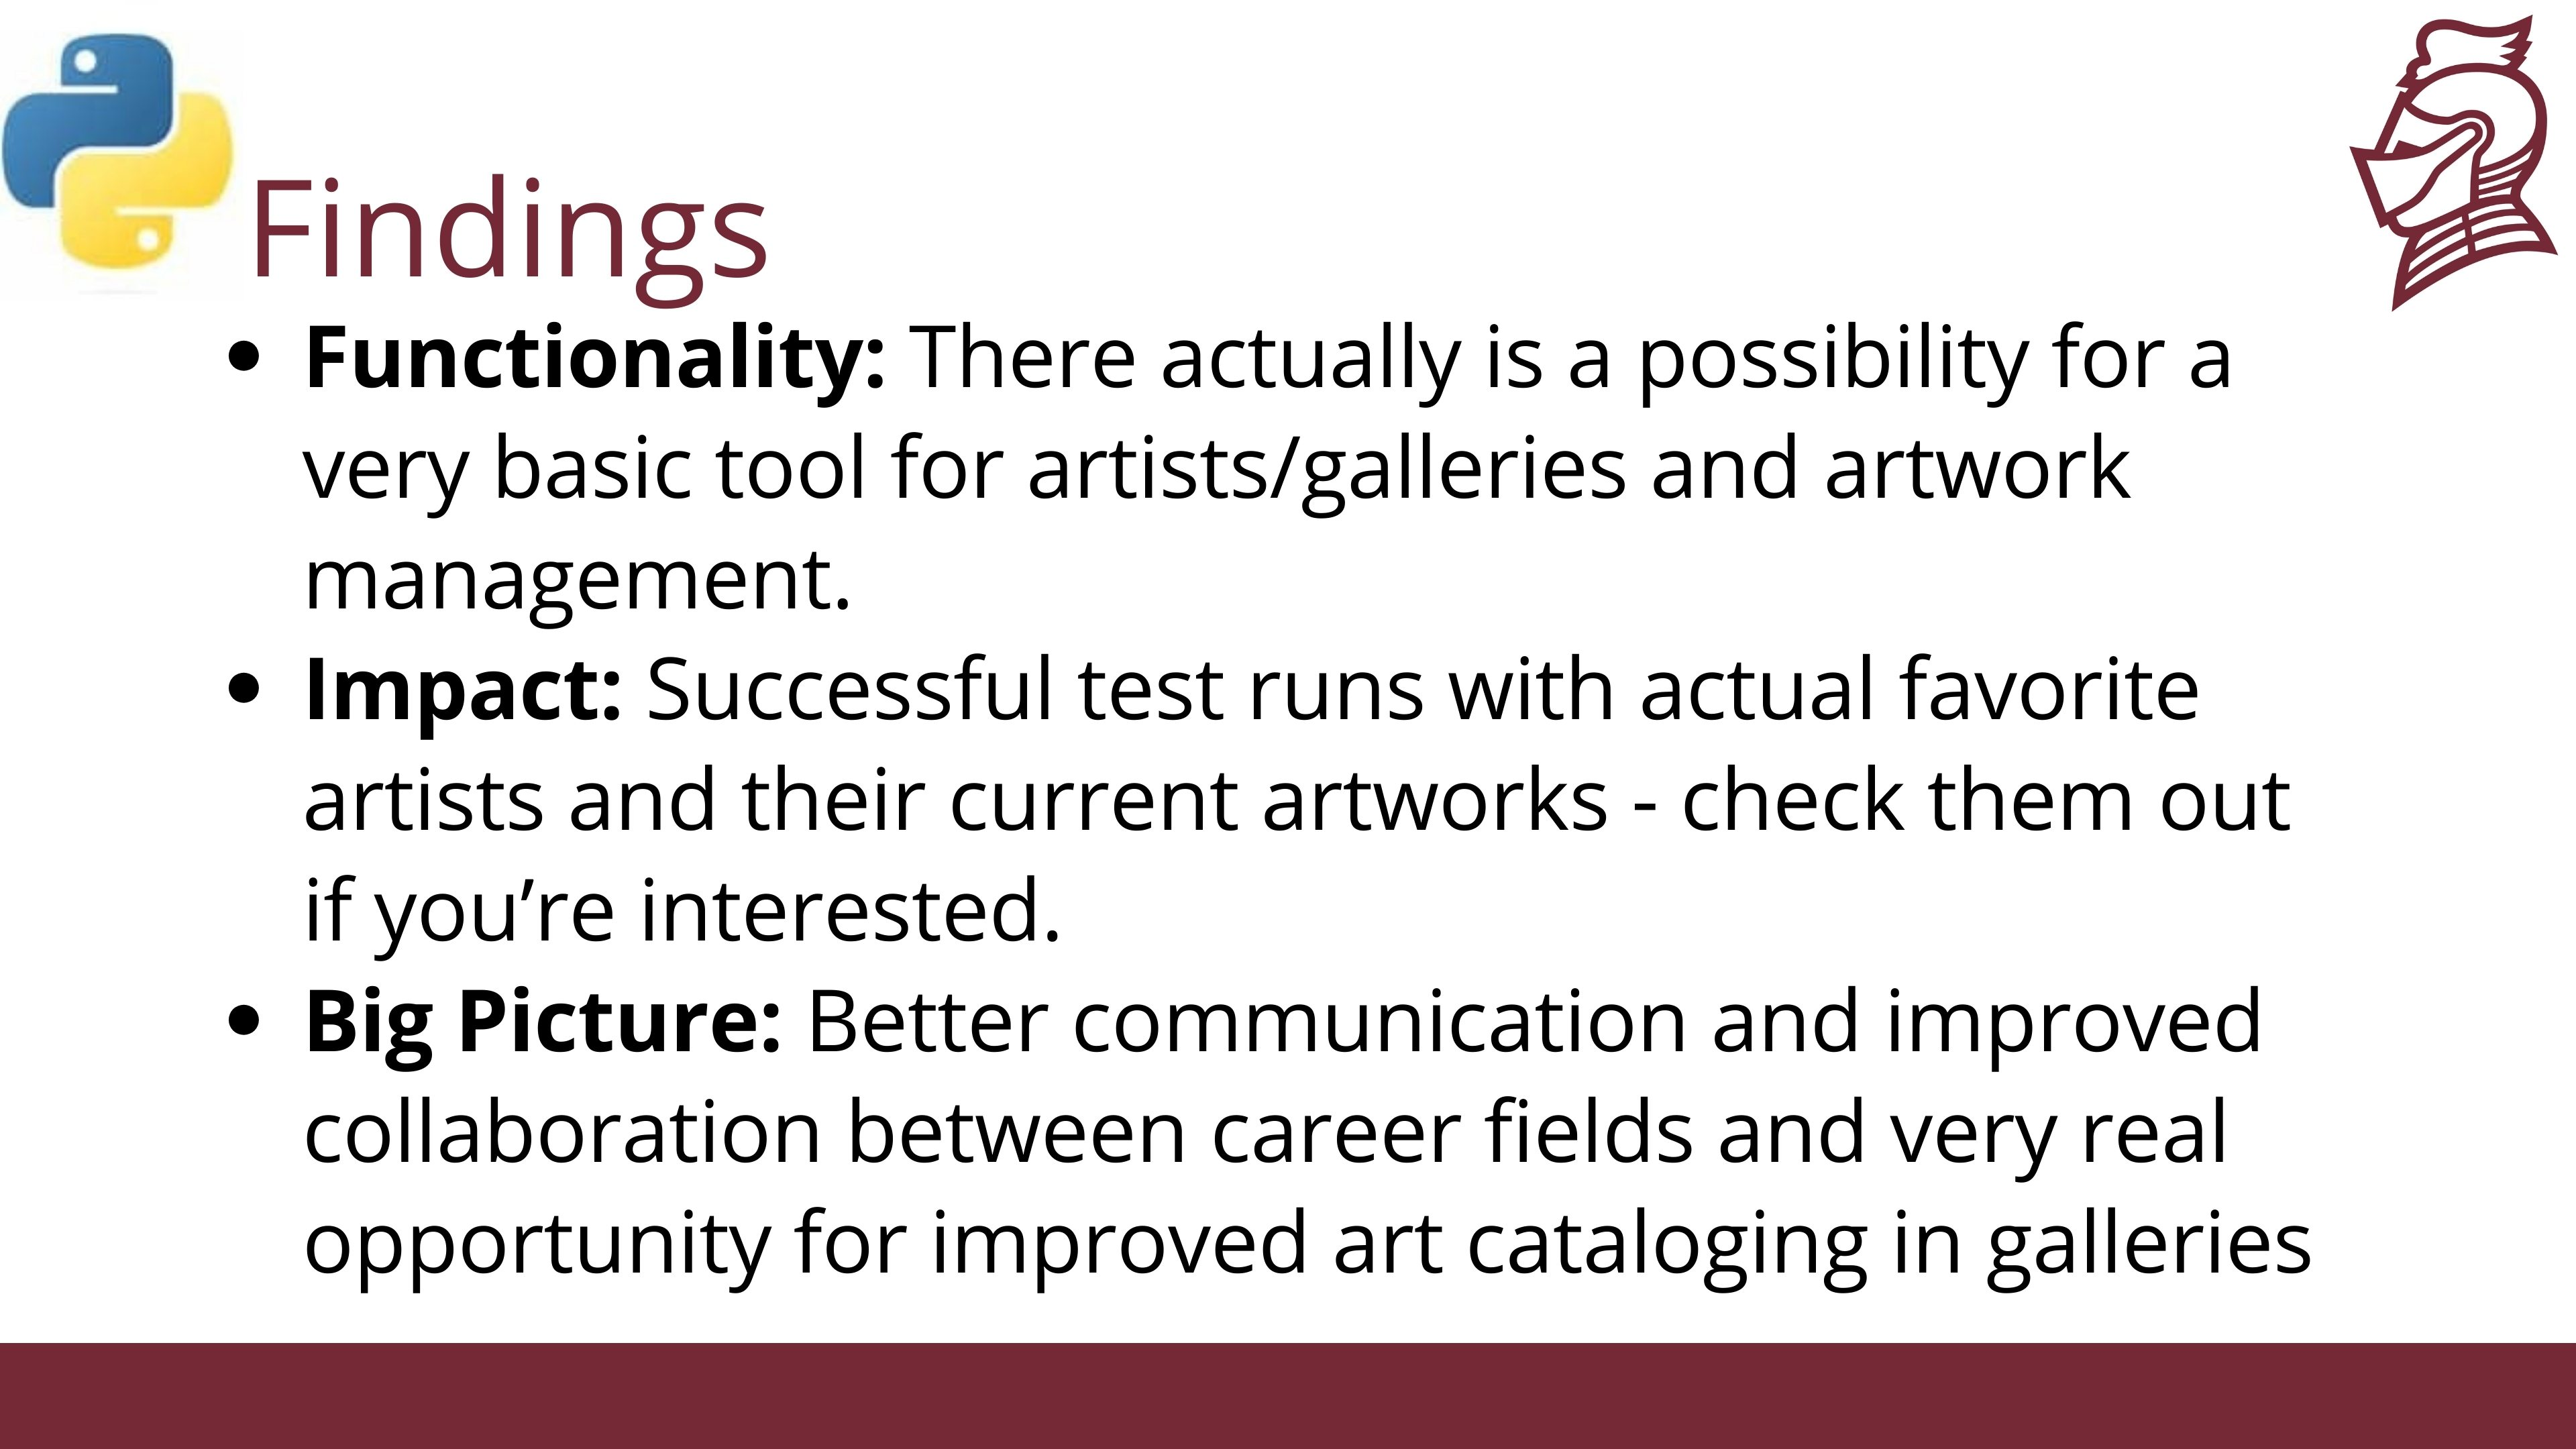 Findings
• Functionality: There actually is a possibility for a
very basic tool for artists/galleries and artwork
management.
• Impact: Successful test runs with actual favorite
artists and their current artworks - check them out
if you’re interested.
• Big Picture: Better communication and improved
collaboration between career fields and very real
opportunity for improved art cataloging in galleries